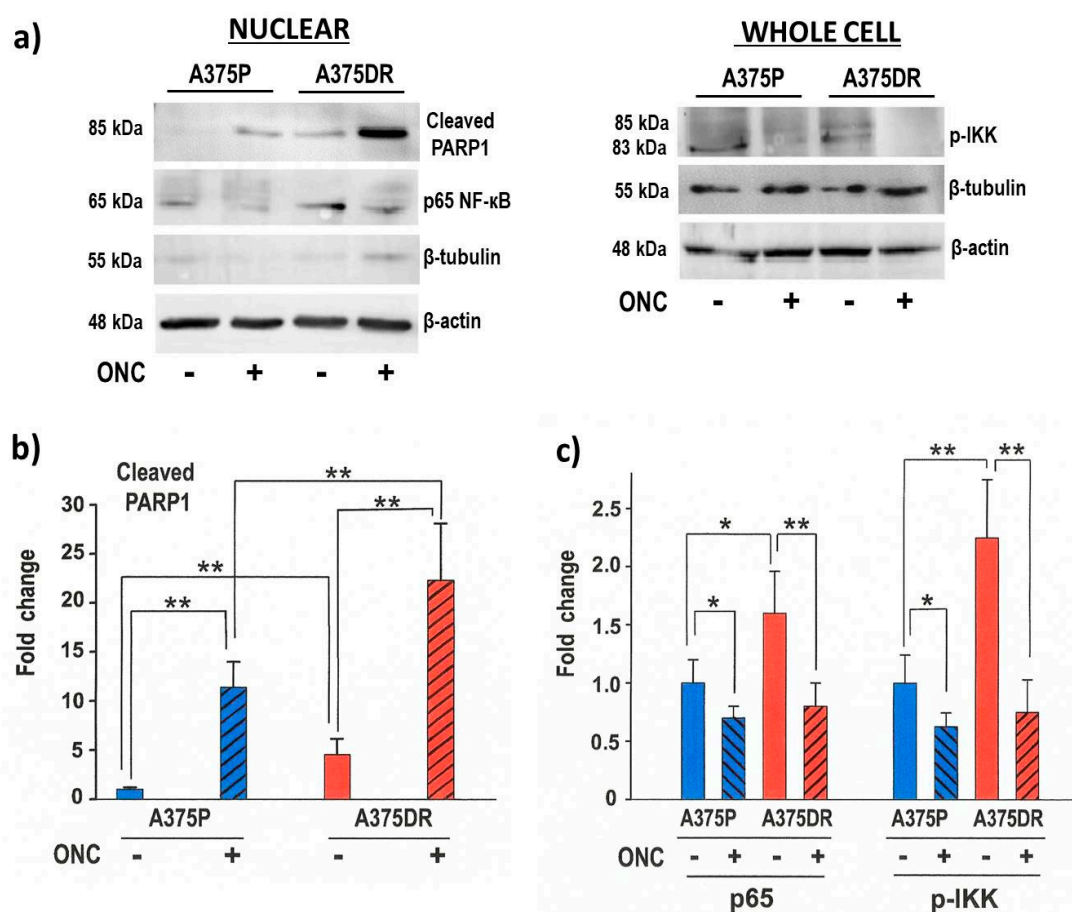 a)
NUCLEAR
A375P A375DR
85 kDa
Cleaved
PARP1
65 kDa
p65 NF-κB
55 kDa
β-tubulin
48 kDa
β-actin
ONC - + - +
WHOLE CELL
A375P A375DR
85 kDa
83 kDa
p-IKK
55 kDa
β-tubulin
48 kDa
β-actin
ONC - + - +
b)
Cleaved
PARP1
Fold change
30
25
20
15
10
5
0
**
**
**
**
A375P A375DR
ONC - + - +
c)
Fold change
2.5
2.0
1.5
1.0
0.5
0
** **
* **
* *
A375P A375DR A375P A375DR
ONC - + - + - + - +
p65 p-IKK